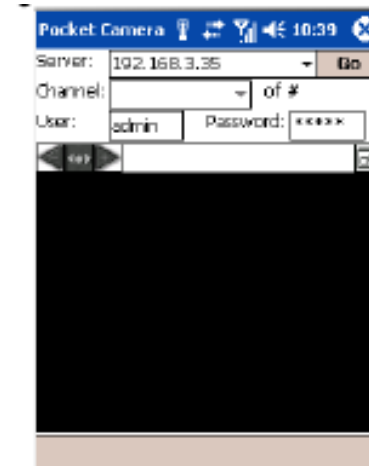 Pocket Camera 10:39
Server: 192.168.3.35 Go
Channel: of #
User: admin Password: *****